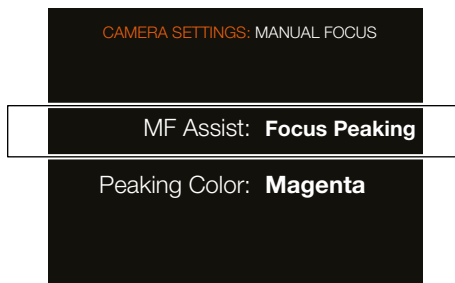 CAMERA SETTINGS: MANUAL FOCUS
MF Assist: Focus Peaking
Peaking Color: Magenta